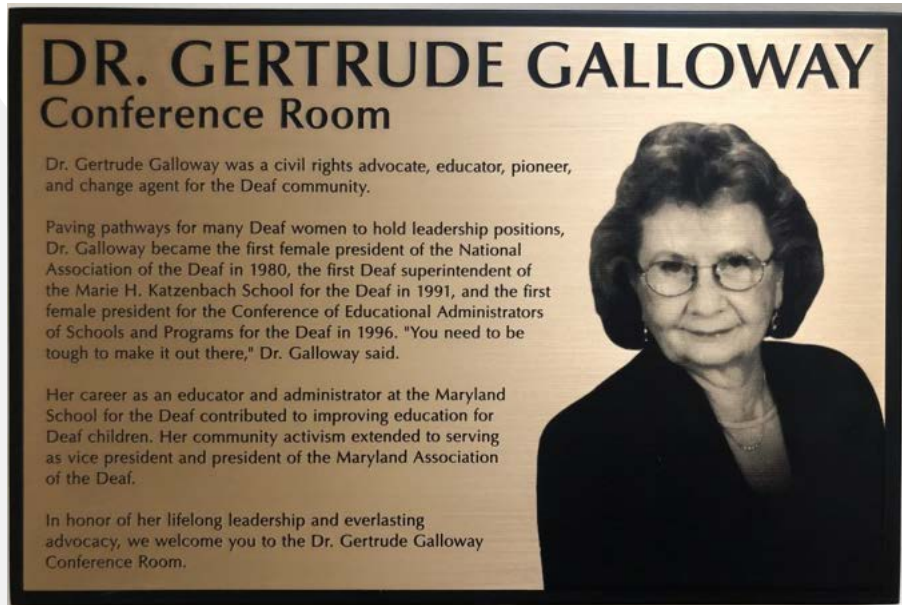 DR. GERTRUDE GALLOWAY
Conference Room
Dr. Gertrude Galloway was a civil rights advocate, educator, pioneer,
and change agent for the Deaf community.
Paving pathways for many Deaf women to hold leadership positions,
Dr. Galloway became the first female president of the National
Association of the Deaf in 1980, the first Deaf superintendent of
the Marie H. Katzenbach School for the Deaf in 1991, and the first
female president for the Conference of Educational Administrators
of Schools and Programs for the Deaf in 1996. "You need to be
tough to make it out there," Dr. Galloway said.
Her career as an educator and administrator at the Maryland
School for the Deaf contributed to improving education for
Deaf children. Her community activism extended to serving
as vice president and president of the Maryland Association
of the Deaf.
In honor of her lifelong leadership and everlasting
advocacy, we welcome you to the Dr. Gertrude Galloway
Conference Room.